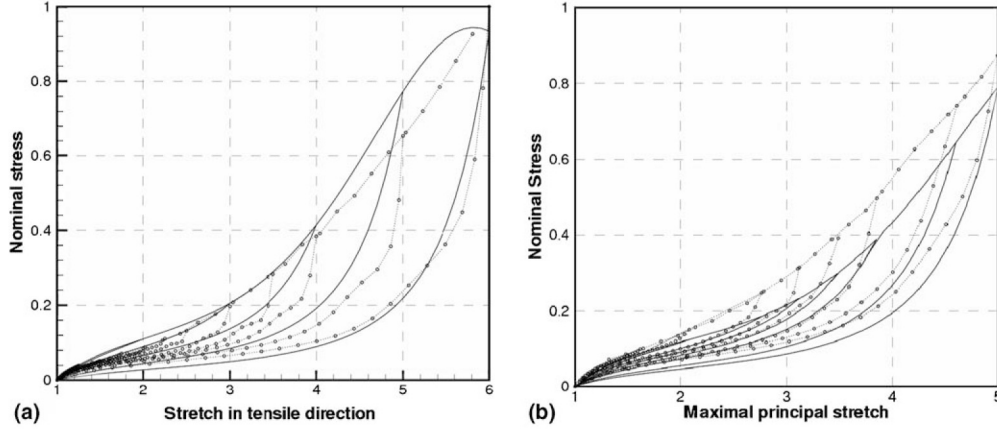 1
0.8
0.6
0.4
0.2
0
Nominal stress
1 2 3 4 5 6
(a) Stretch in tensile direction
1
0.8
0.6
0.4
0.2
0
Nominal Stress
1 2 3 4 5
(b) Maximal principal stretch